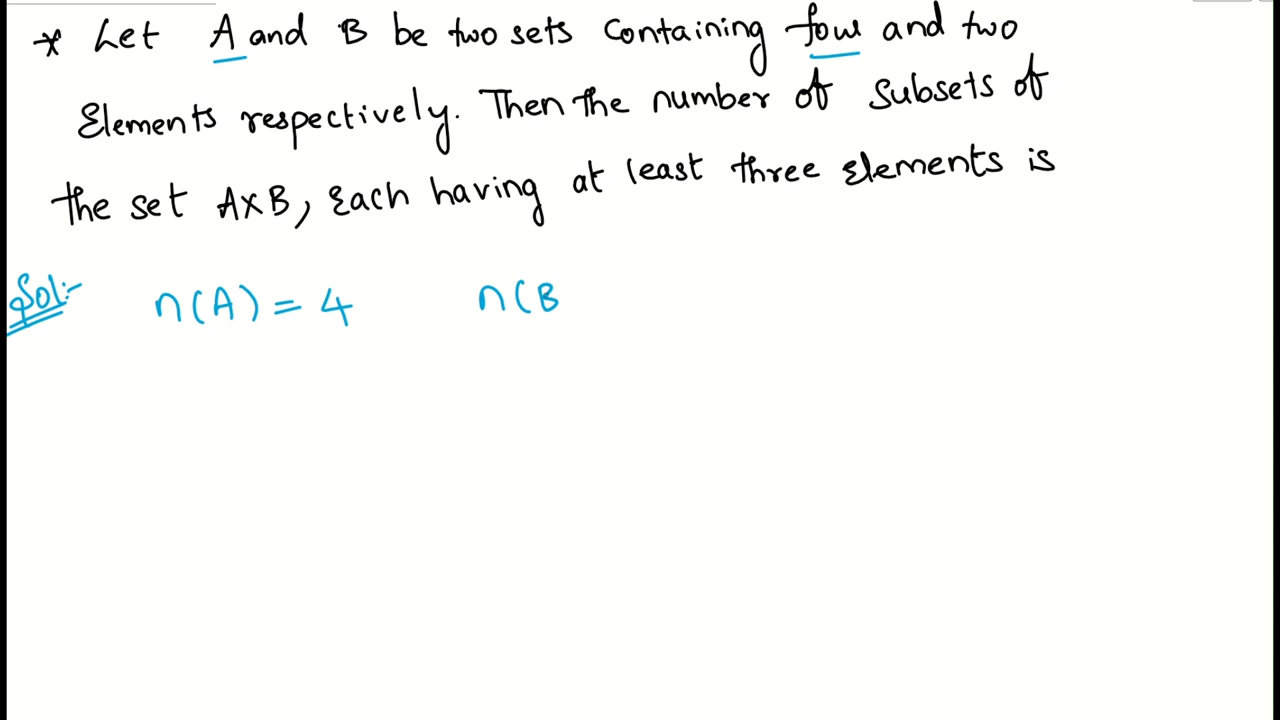 * Let A and B be two sets Containing four and two
Elements respectively. Then the number of subsets of
the set A×B, Each having at least three Elements is
Sol:- n(A) = 4 n(B